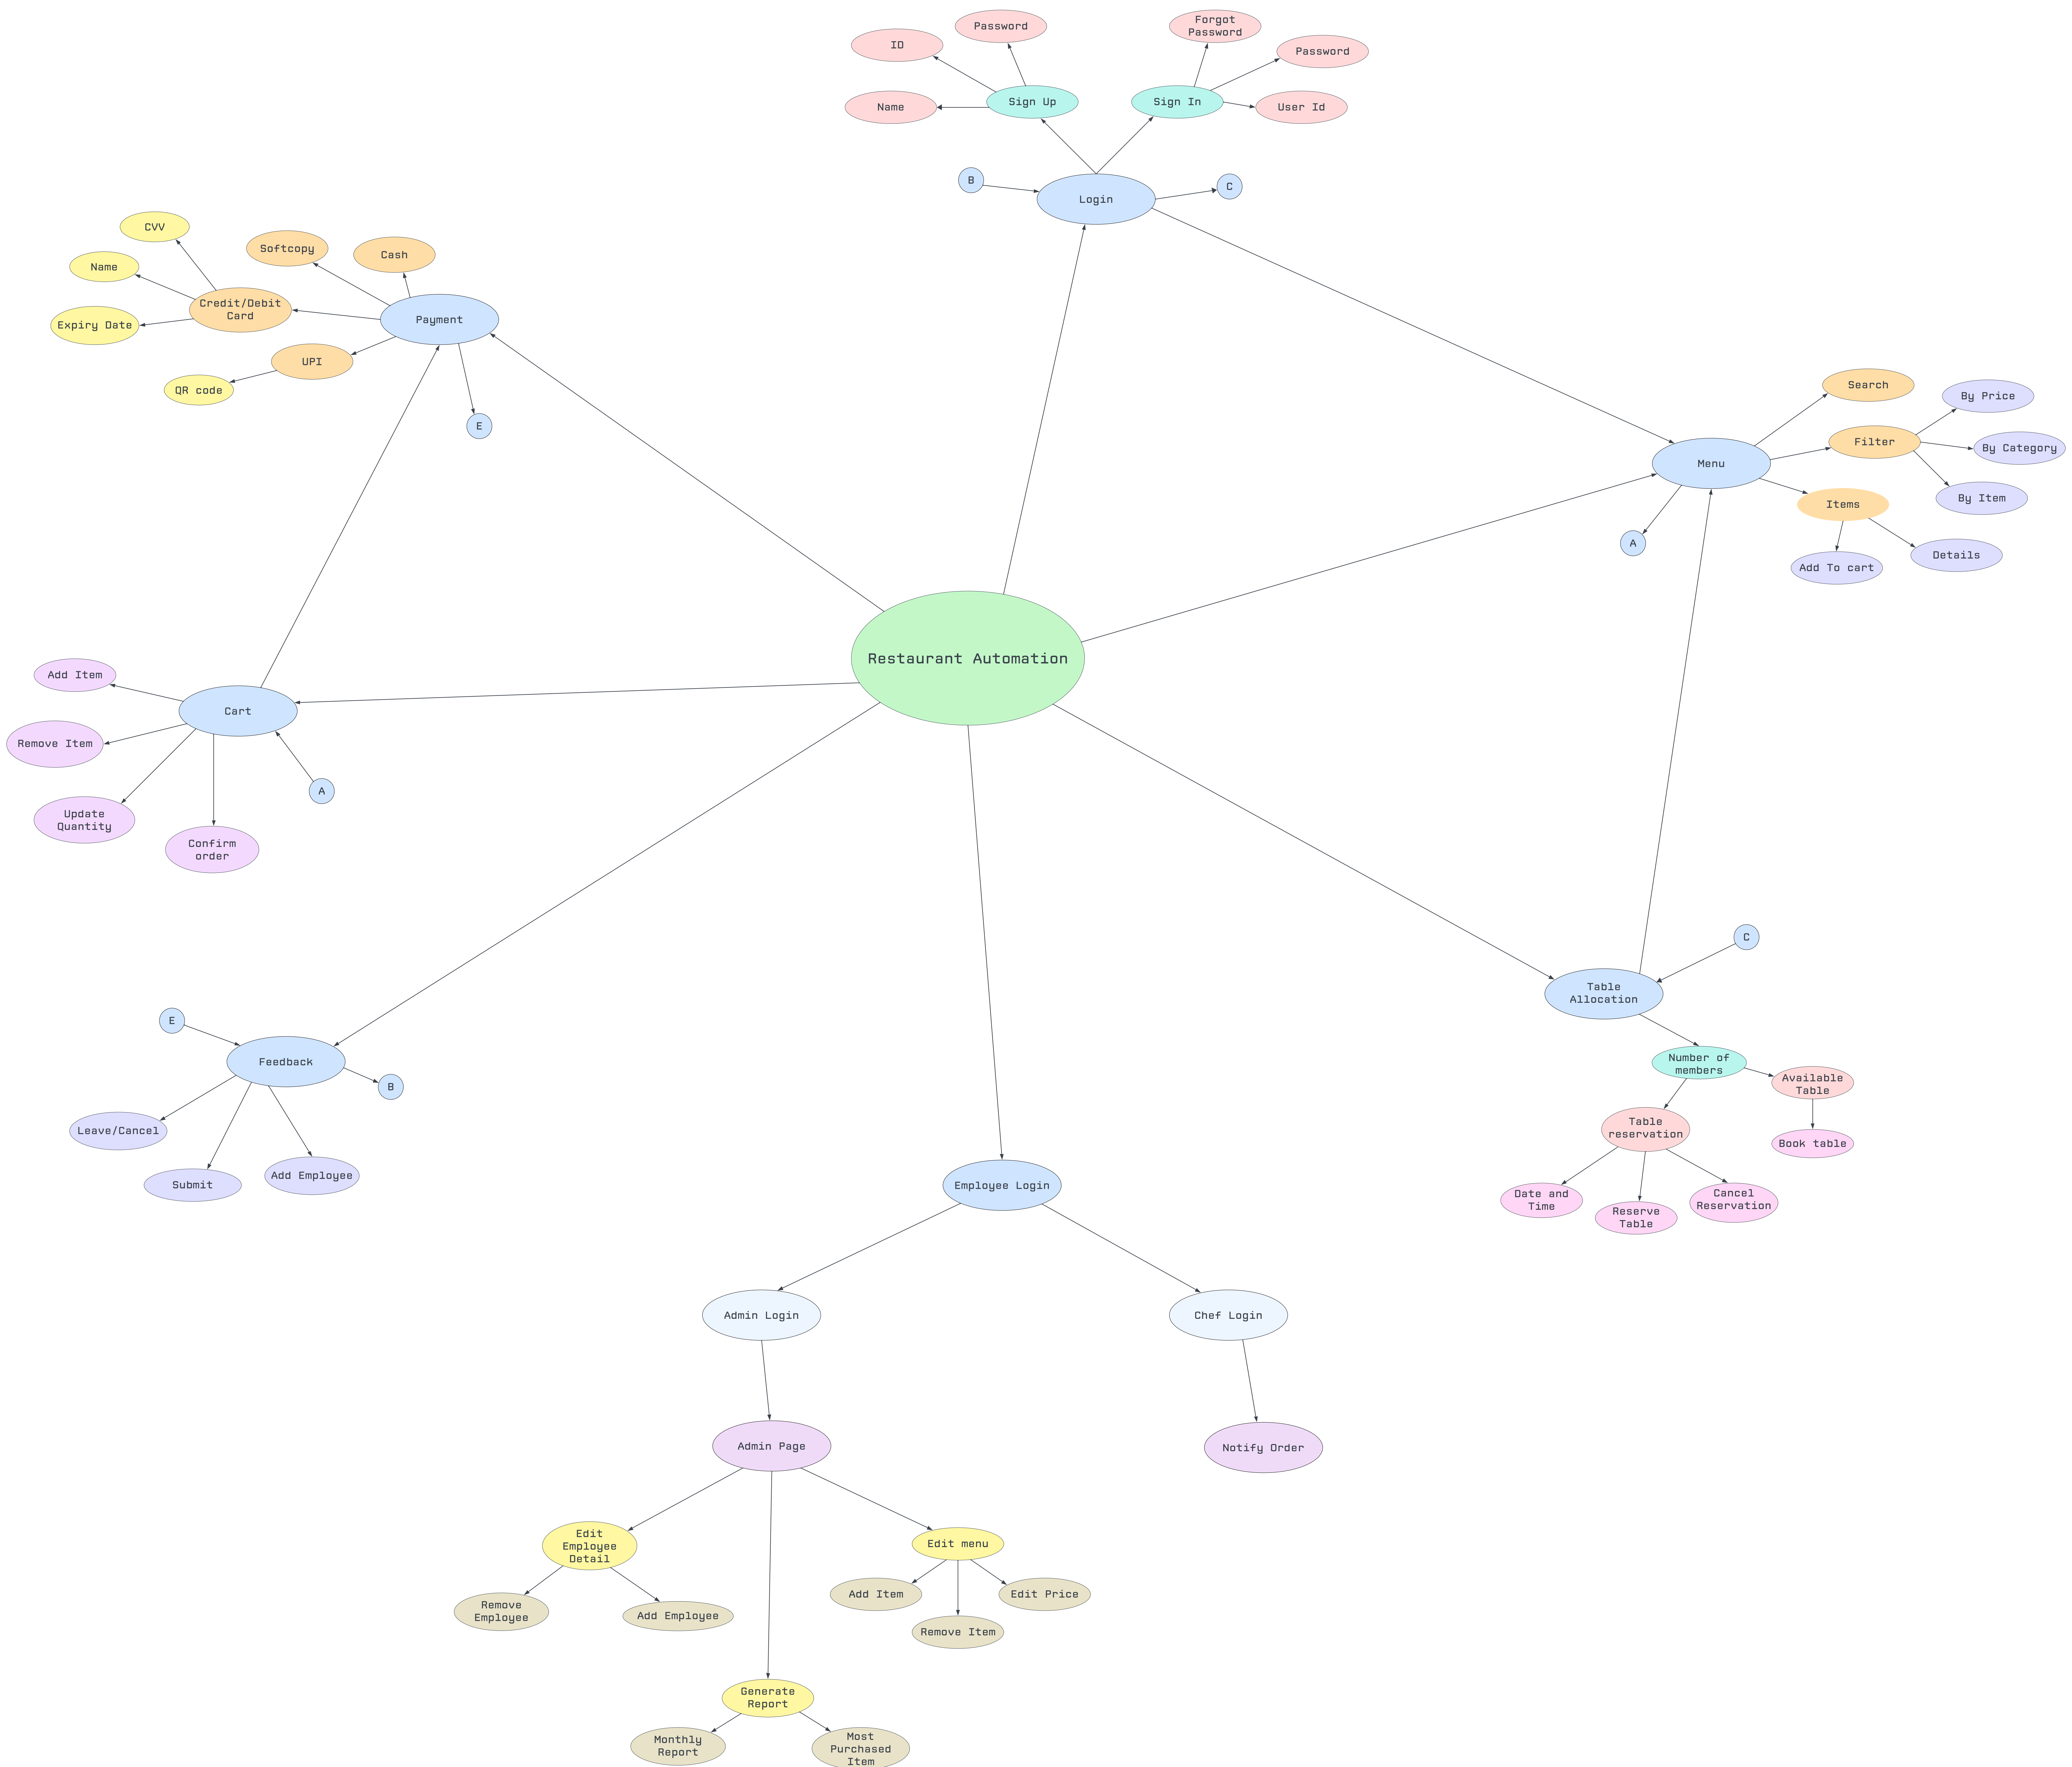 Password
Forgot
Password
ID
Password
Sign Up
Sign In
Name
User Id
B
C
Login
CVV
Softcopy
Cash
Name
Credit/Debit
Card
Expiry Date
Payment
UPI
QR code
E
Search
By Price
Filter
By Category
Menu
By Item
Items
A
Details
Add To cart
Restaurant Automation
Add Item
Cart
Remove Item
A
Update
Quantity
Confirm
order
C
Table
Allocation
E
Feedback
B
Leave/Cancel
Submit
Add Employee
Number of
members
Available
Table
Table
reservation
Book table
Date and
Time
Reserve
Table
Cancel
Reservation
Employee Login
Admin Login
Chef Login
Admin Page
Notify Order
Edit
Employee
Detail
Edit menu
Remove
Employee
Add Employee
Add Item
Edit Price
Remove Item
Generate
Report
Monthly
Report
Most
Purchased
Item